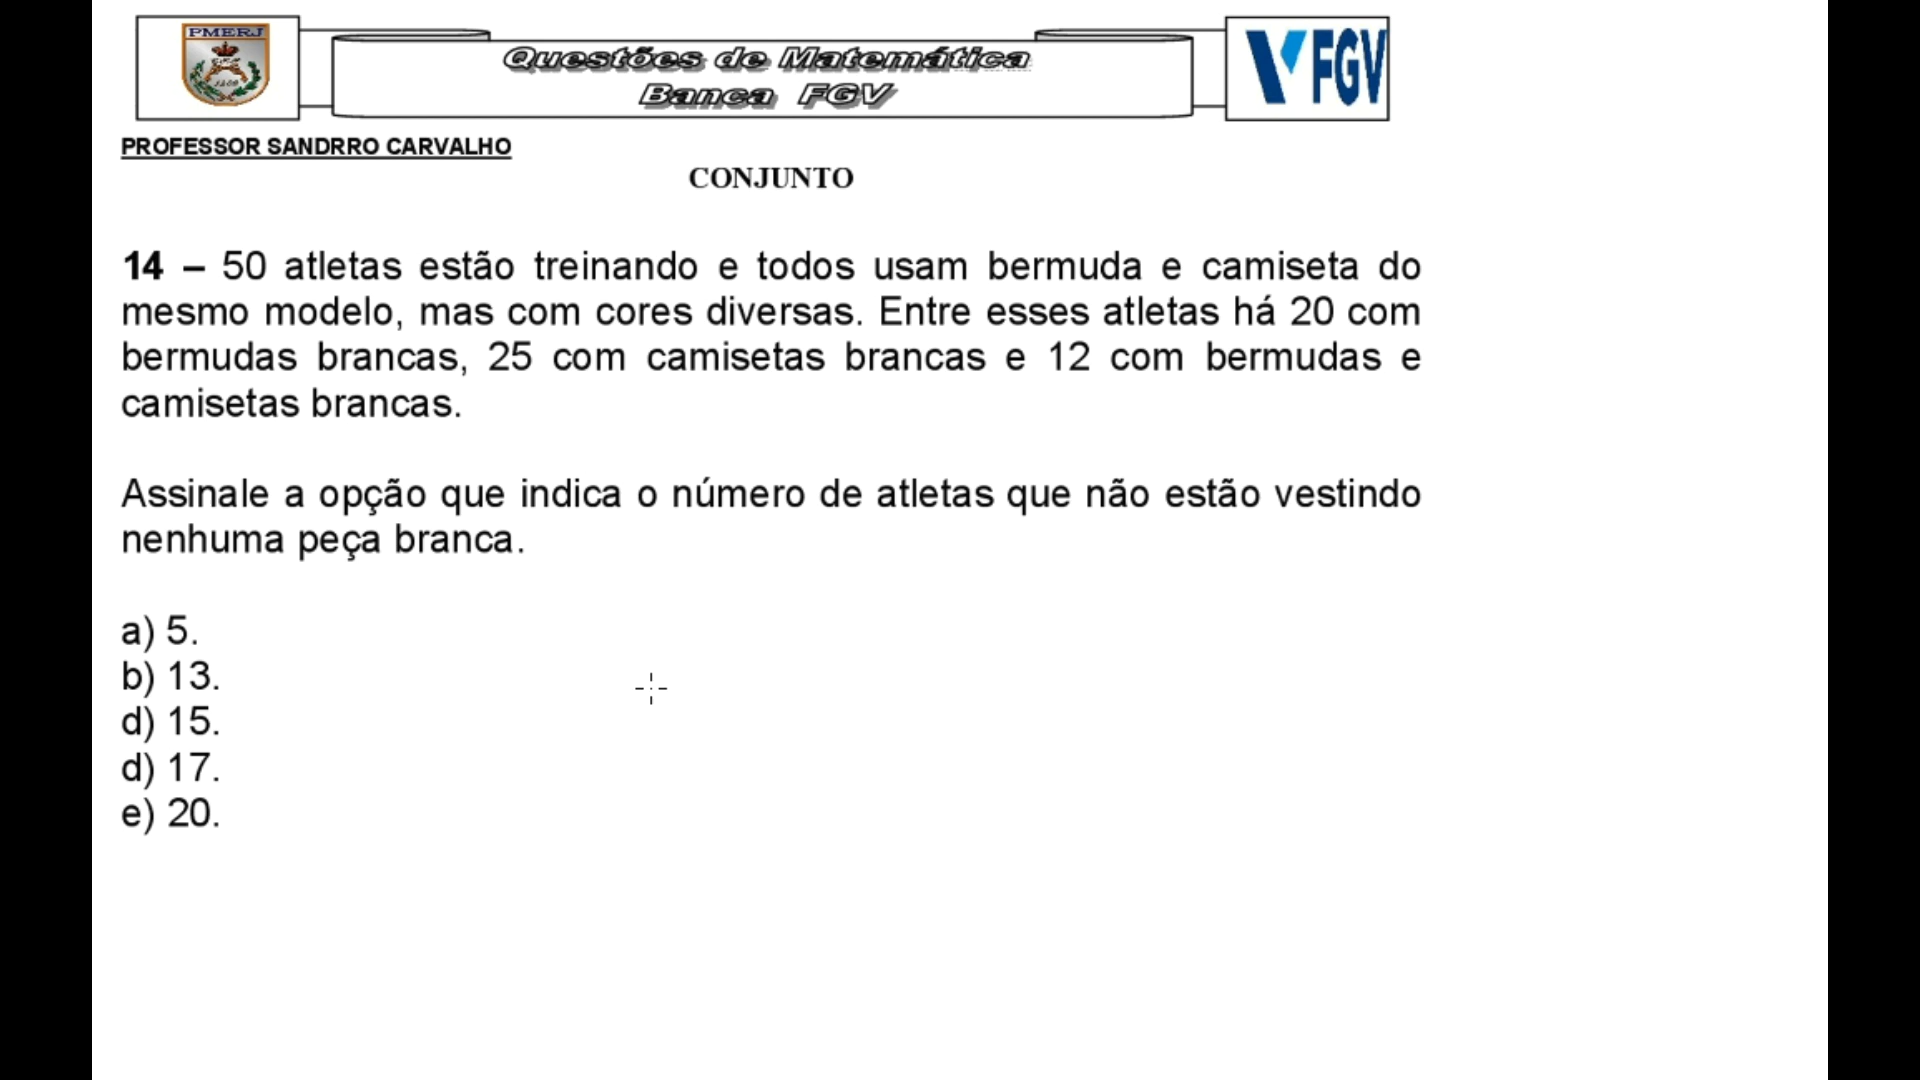 PMERJ
Questões de Matemática
Banca FGV
FGV
PROFESSOR SANDRRO CARVALHO
CONJUNTO
14 – 50 atletas estão treinando e todos usam bermuda e camiseta do
mesmo modelo, mas com cores diversas. Entre esses atletas há 20 com
bermudas brancas, 25 com camisetas brancas e 12 com bermudas e
camisetas brancas.
Assinale a opção que indica o número de atletas que não estão vestindo
nenhuma peça branca.
a) 5.
b) 13.
d) 15.
d) 17.
e) 20.